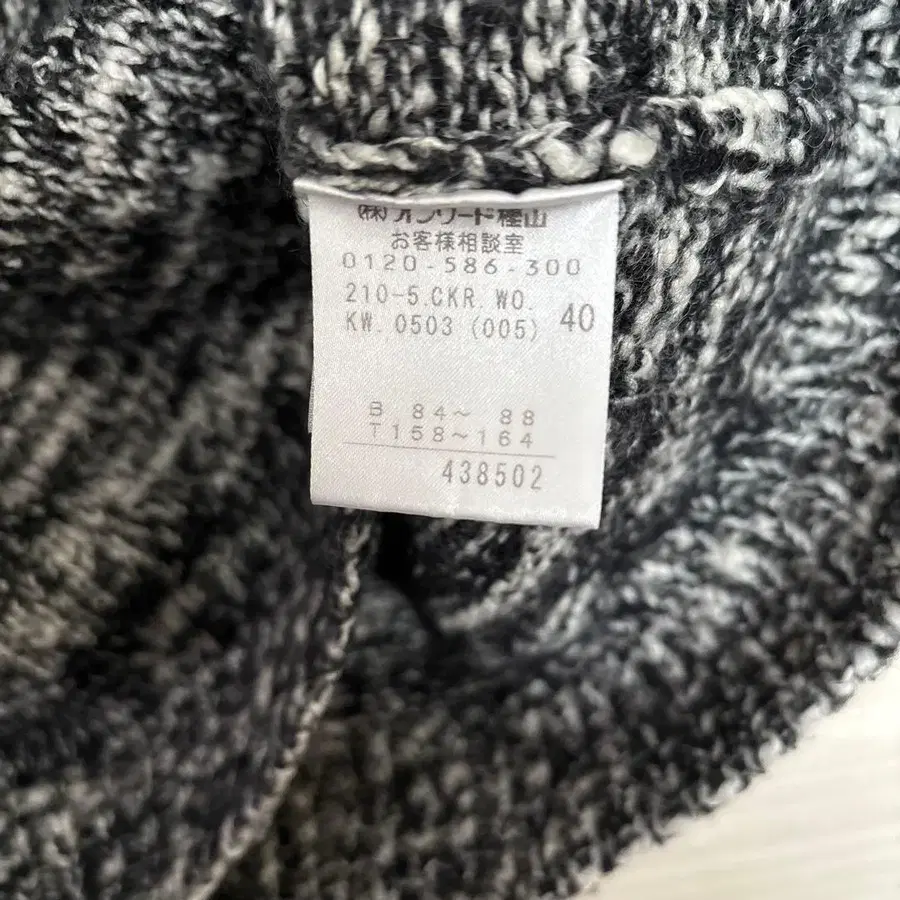 (株)オンワード樫山
お客様相談室
0120-586-300
210-5.CKR.WO.
KW.0503 (005) 40
B 84～ 88
T158～164
438502